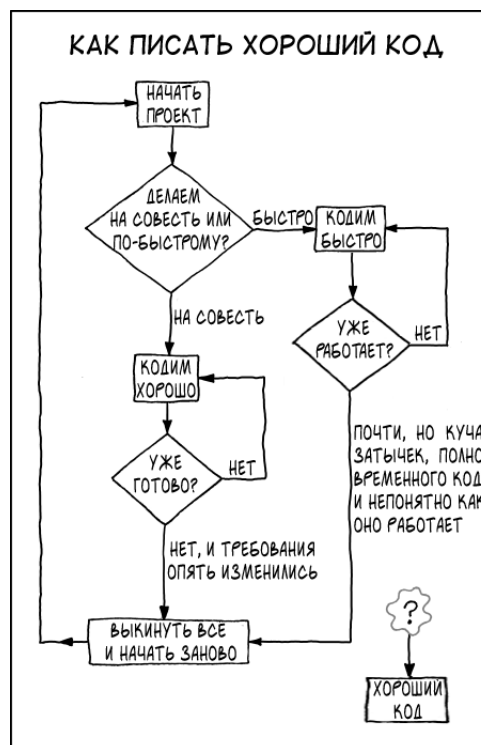 КАК ПИСАТЬ ХОРОШИЙ КОД
НАЧАТЬ
ПРОЕКТ
ДЕЛАЕМ
НА СОВЕСТЬ ИЛИ
ПО-БЫСТРОМУ?
БЫСТРО
КОДИМ
БЫСТРО
НА СОВЕСТЬ
УЖЕ
РАБОТАЕТ?
НЕТ
КОДИМ
ХОРОШО
УЖЕ
ГОТОВО?
НЕТ
ПОЧТИ, НО КУЧА
ЗАТЫЧЕК, ПОЛНО
ВРЕМЕННОГО КОД
И НЕПОНЯТНО КАК
ОНО РАБОТАЕТ
НЕТ, И ТРЕБОВАНИЯ
ОПЯТЬ ИЗМЕНИЛИСЬ
ВЫКИНУТЬ ВСЕ
И НАЧАТЬ ЗАНОВО
?
ХОРОШИЙ
КОД